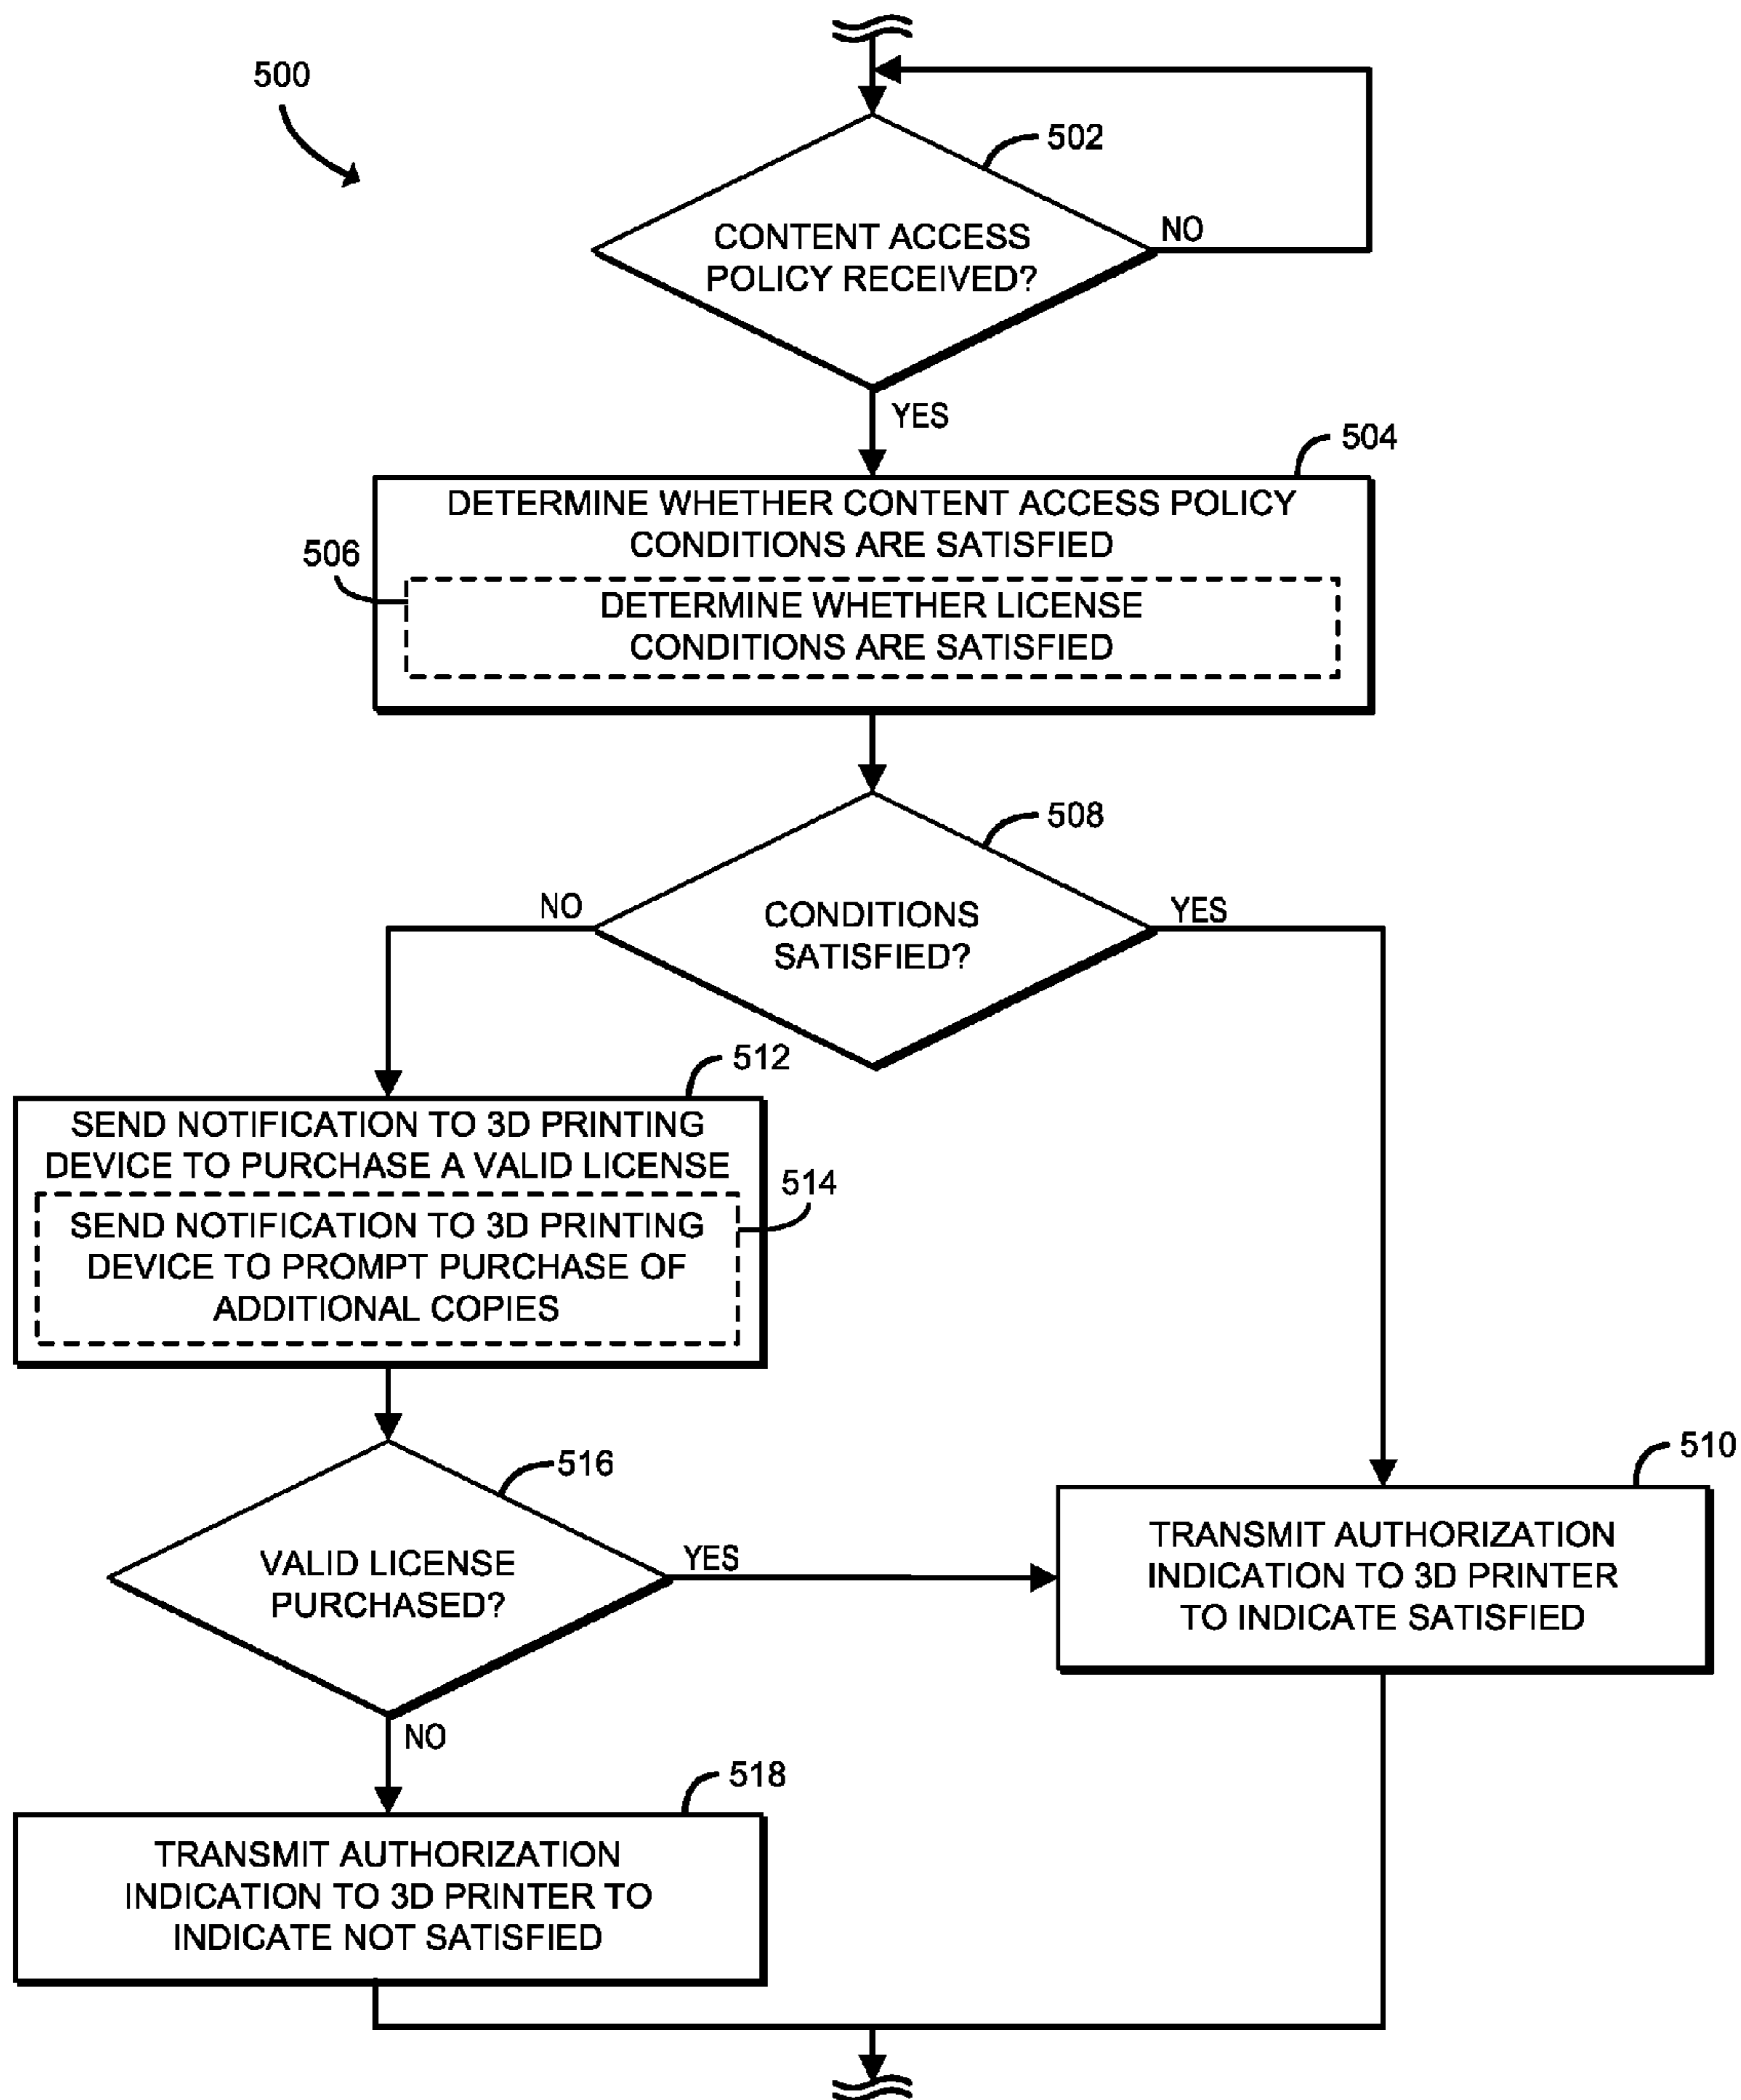 500
502
CONTENT ACCESS
POLICY RECEIVED?
NO
YES
504
DETERMINE WHETHER CONTENT ACCESS POLICY
CONDITIONS ARE SATISFIED
506
DETERMINE WHETHER LICENSE
CONDITIONS ARE SATISFIED
508
NO
CONDITIONS
SATISFIED?
YES
512
SEND NOTIFICATION TO 3D PRINTING
DEVICE TO PURCHASE A VALID LICENSE
514
SEND NOTIFICATION TO 3D PRINTING
DEVICE TO PROMPT PURCHASE OF
ADDITIONAL COPIES
516
VALID LICENSE
PURCHASED?
YES
510
TRANSMIT AUTHORIZATION
INDICATION TO 3D PRINTER
TO INDICATE SATISFIED
NO
518
TRANSMIT AUTHORIZATION
INDICATION TO 3D PRINTER TO
INDICATE NOT SATISFIED